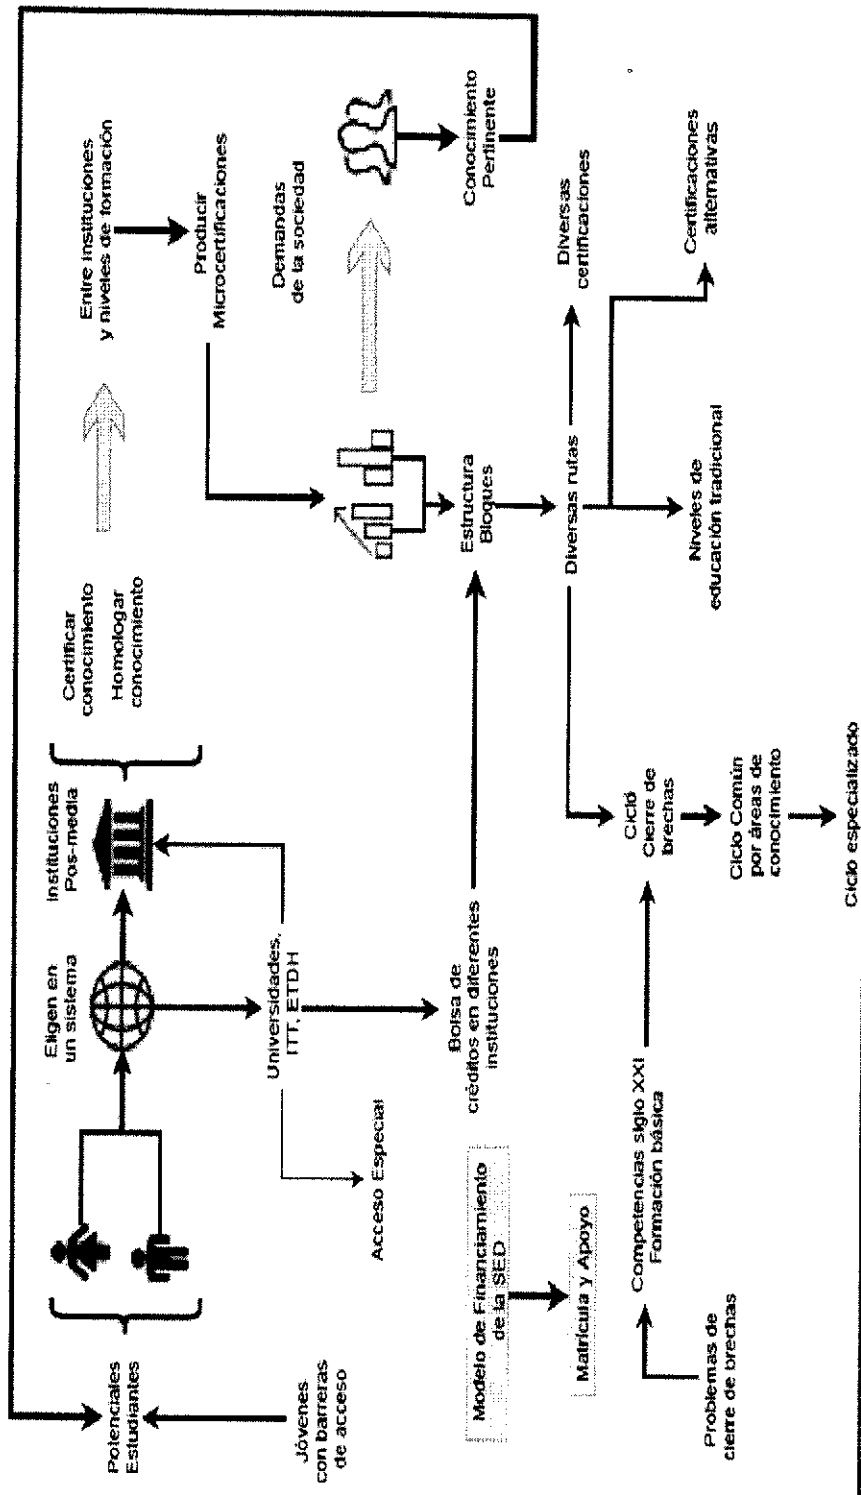 Potenciales
Estudiantes
Jóvenes
con barreras
de acceso
Eligen en
un sistema
Instituciones
Pos-media
Certificar
conocimiento
Homologar
conocimiento
Entre instituciones
y niveles de formación
Producir
Microcertificaciones
Universidades,
ITT, ETDH
Acceso Especial
Demandas
de la sociedad
Conocimiento
Pertinente
Modelo de Financiamiento
de la SED
Matrícula y Apoyo
Bolsa de
créditos en diferentes
instituciones
Estructura
Bloques
Diversas rutas
Diversas
certificaciones
Problemas de
cierre de brechas
Competencias siglo XXI
Formación básica
Ciclo
Cierre de
brechas
Ciclo Común
por áreas de
conocimiento
Ciclo especializado
Niveles de
educación tradicional
Certificaciones
alternativas